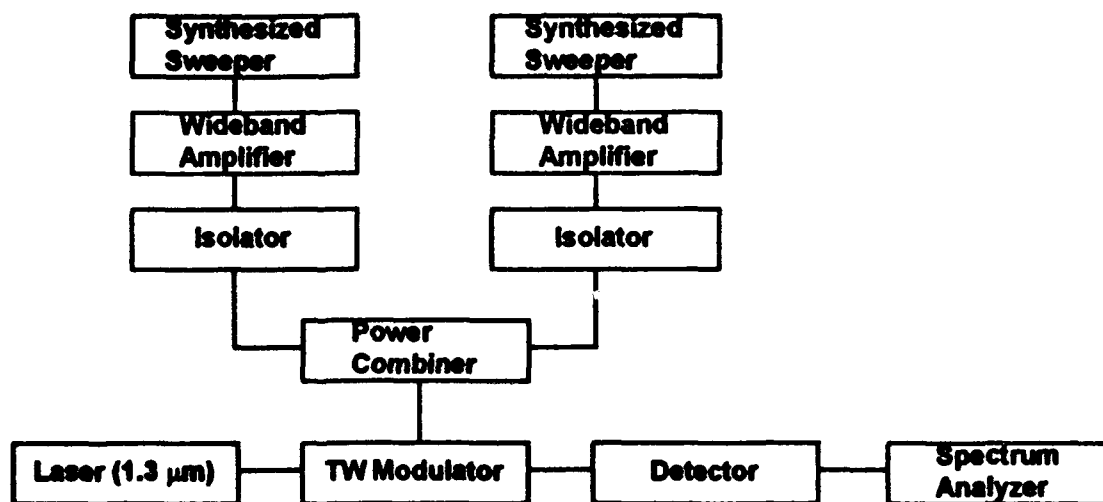 Synthesized
Sweeper
Synthesized
Sweeper
Wideband
Amplifier
Wideband
Amplifier
Isolator
Isolator
Power
Combiner
Laser (1.3 μm)
TW Modulator
Detector
Spectrum
Analyzer